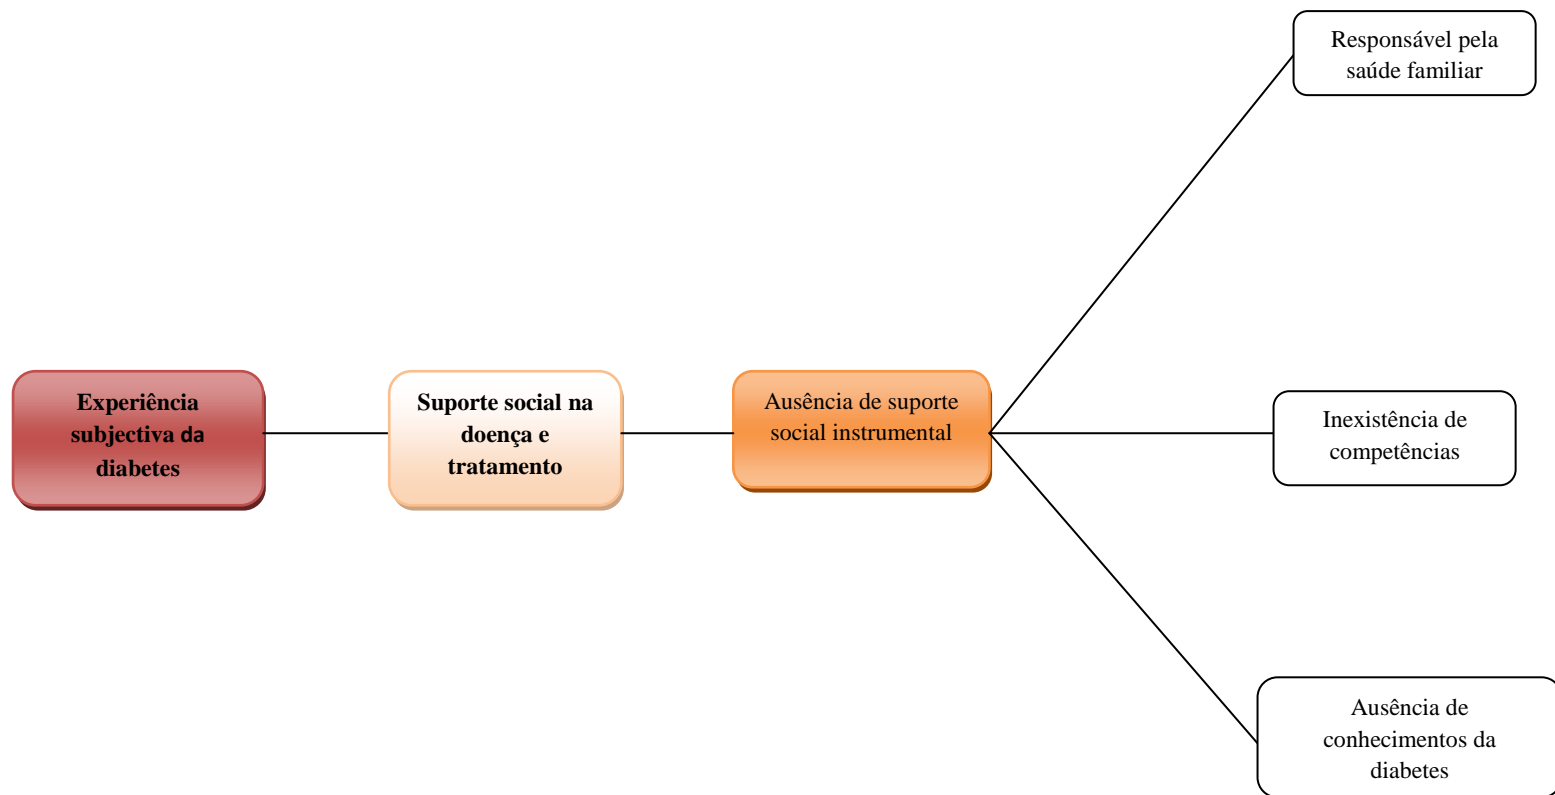 Responsável pela
saúde familiar
Experiência
subjectiva da
diabetes
Suporte social na
doença e
tratamento
Ausência de suporte
social instrumental
Inexistência de
competências
Ausência de
conhecimentos da
diabetes